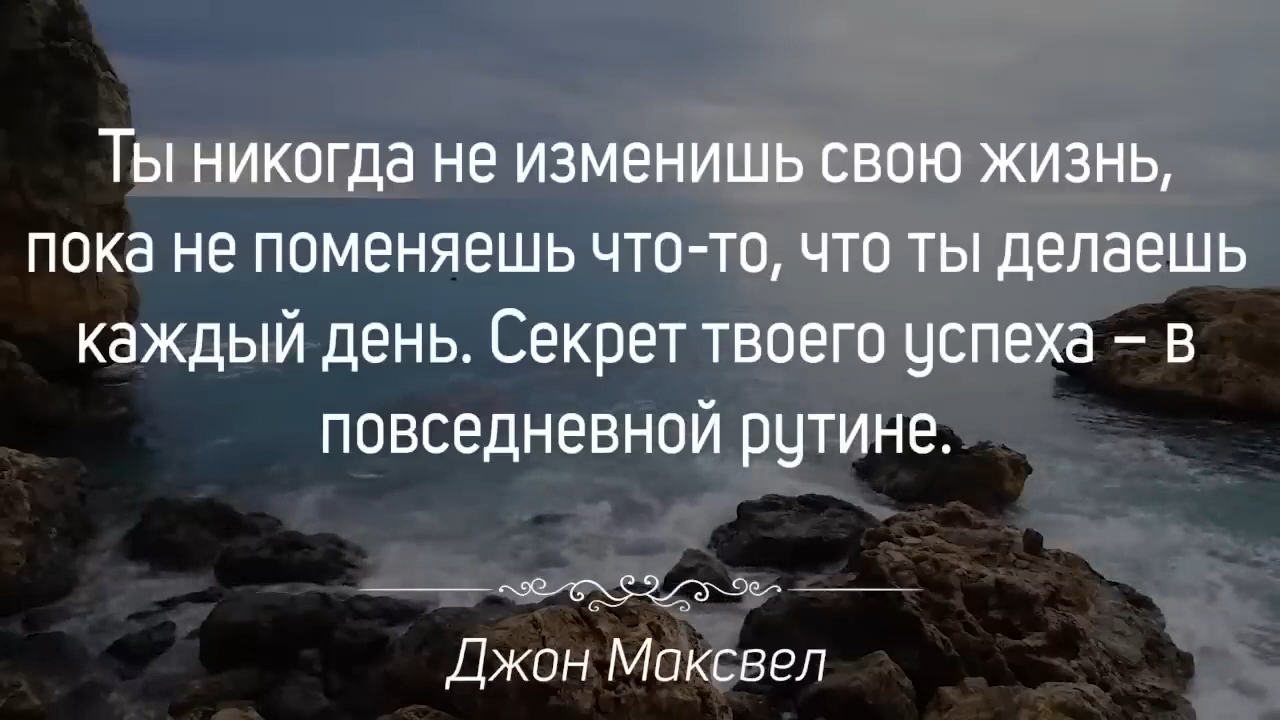 Ты никогда не изменишь свою жизнь,
пока не поменяешь что-то, что ты делаешь
каждый день. Секрет твоего успеха – в
повседневной рутине.
Джон Максвел